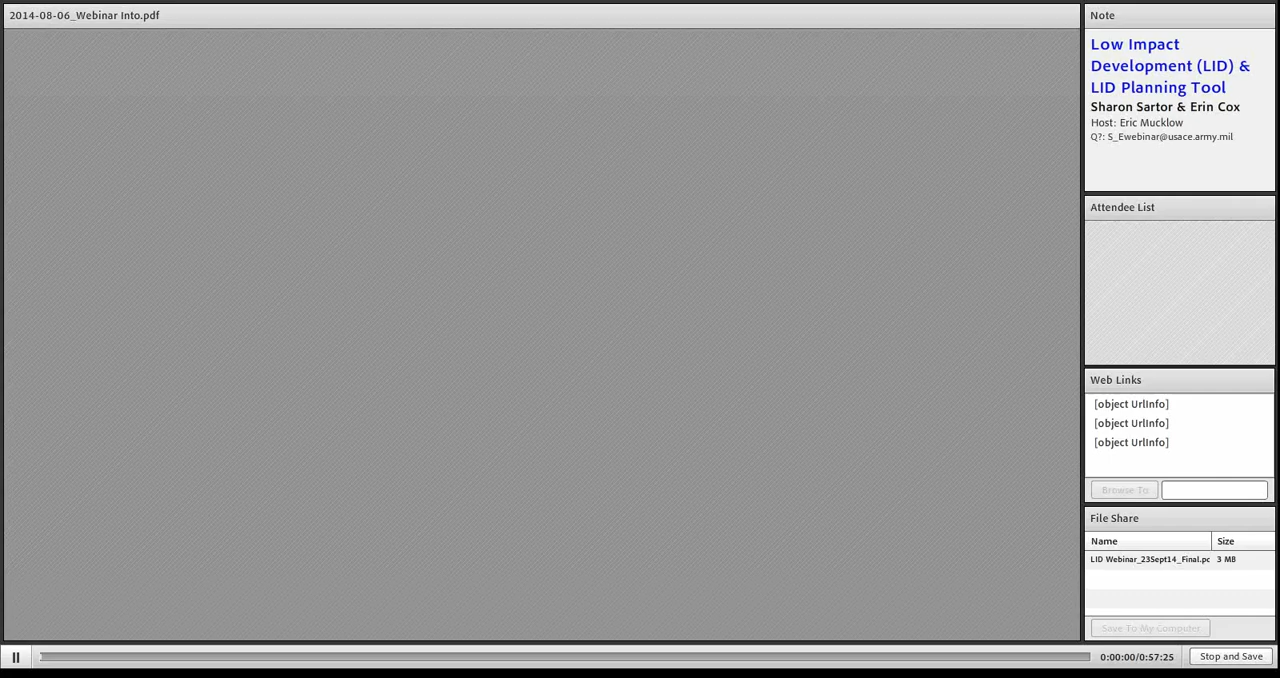 2014-08-06_Webinar Into.pdf
Note
Low Impact
Development (LID) &
LID Planning Tool
Sharon Sartor & Erin Cox
Host: Eric Mucklow
Q?: S_Ewebinar@usace.army.mil
Attendee List
Web Links
[object UrlInfo]
[object UrlInfo]
[object UrlInfo]
Browse To
File Share
Name Size
LID Webinar_23Sept14_Final.pc 3 MB
Save To My Computer
0:00:00/0:57:25 Stop and Save